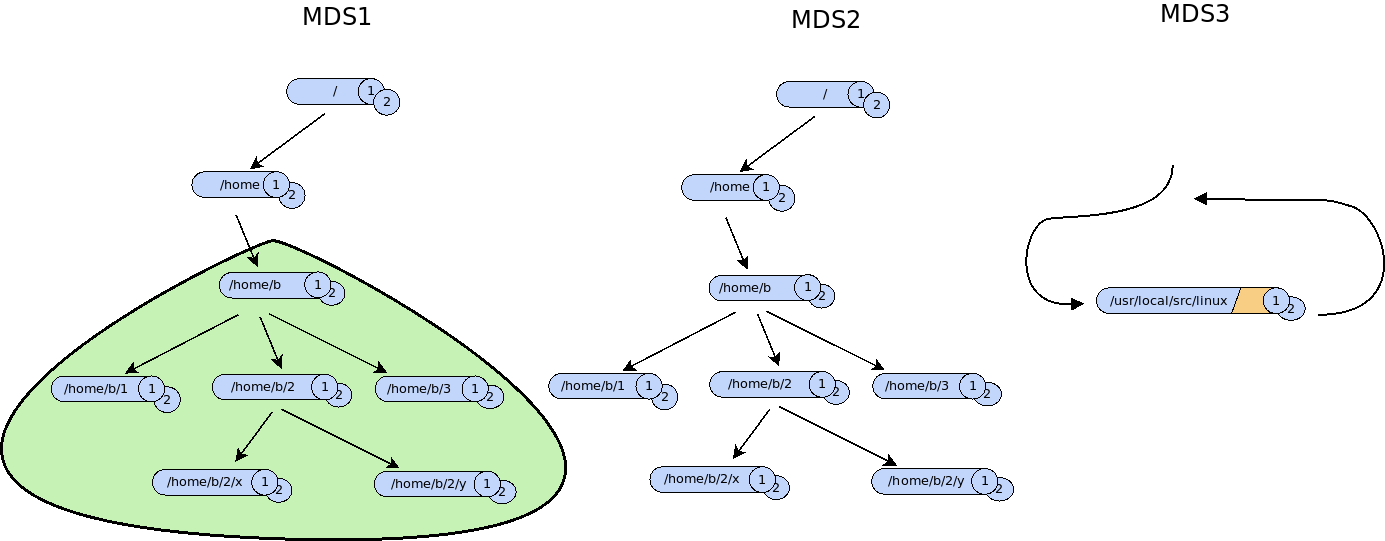 MDS1
MDS2
MDS3
/ 1 2
/ 1 2
/home 1 2
/home 1 2
/home/b 1 2
/home/b 1 2
/usr/local/src/linux 1 2
/home/b/1 1 2
/home/b/2 1 2
/home/b/3 1 2
/home/b/1 1 2
/home/b/2 1 2
/home/b/3 1 2
/home/b/2/x 1 2
/home/b/2/y 1 2
/home/b/2/x 1 2
/home/b/2/y 1 2